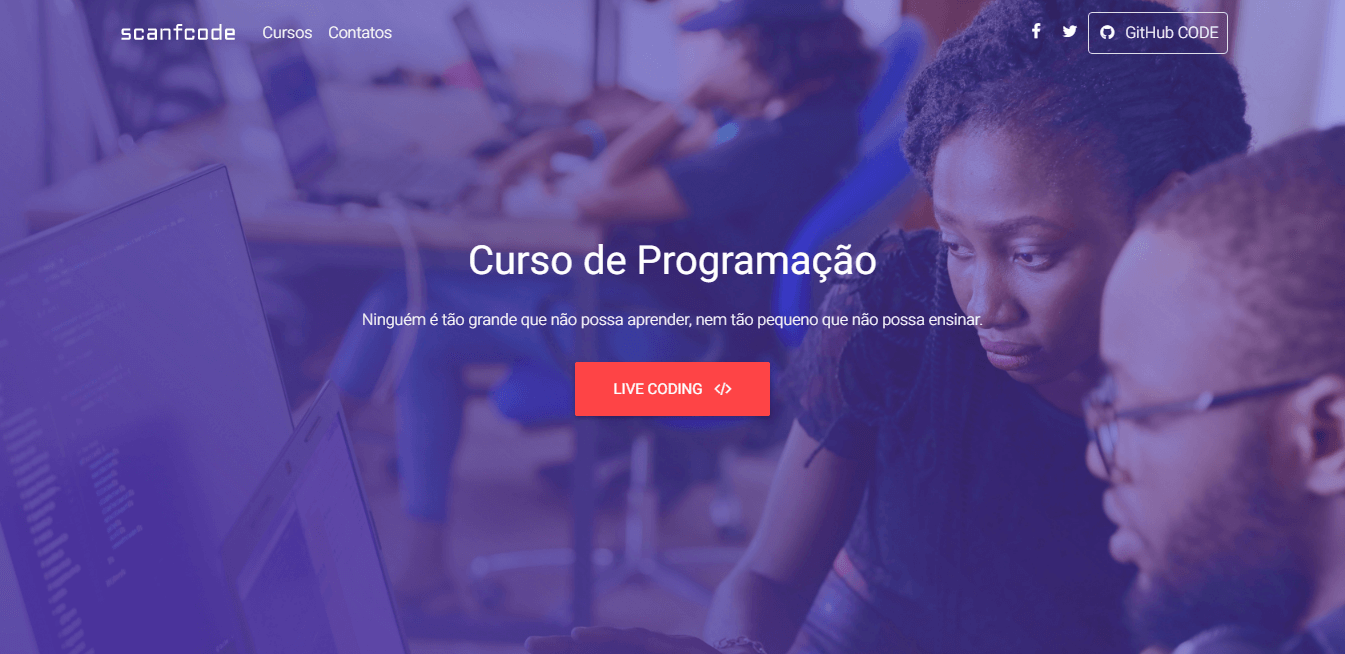 scanfcode
Cursos
Contatos
GitHub CODE
Curso de Programação
Ninguém é tão grande que não possa aprender, nem tão pequeno que não possa ensinar.
LIVE CODING </>